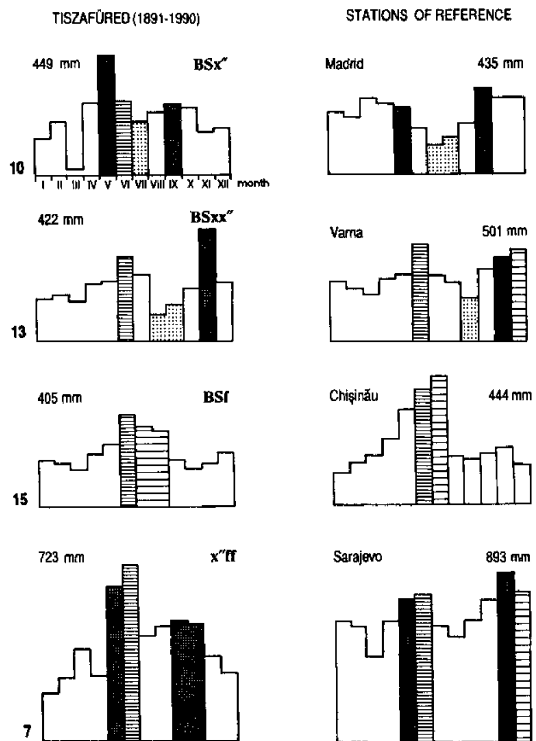 TISZAFÜRED (1891-1990) STATIONS OF REFERENCE
449 mm BSx″ Madrid 435 mm
10
I II III IV V VI VII VIII IX X XI XII month
422 mm BSxx″ Varna 501 mm
13
405 mm BSf Chişinău 444 mm
15
723 mm x″ff Sarajevo 893 mm
7